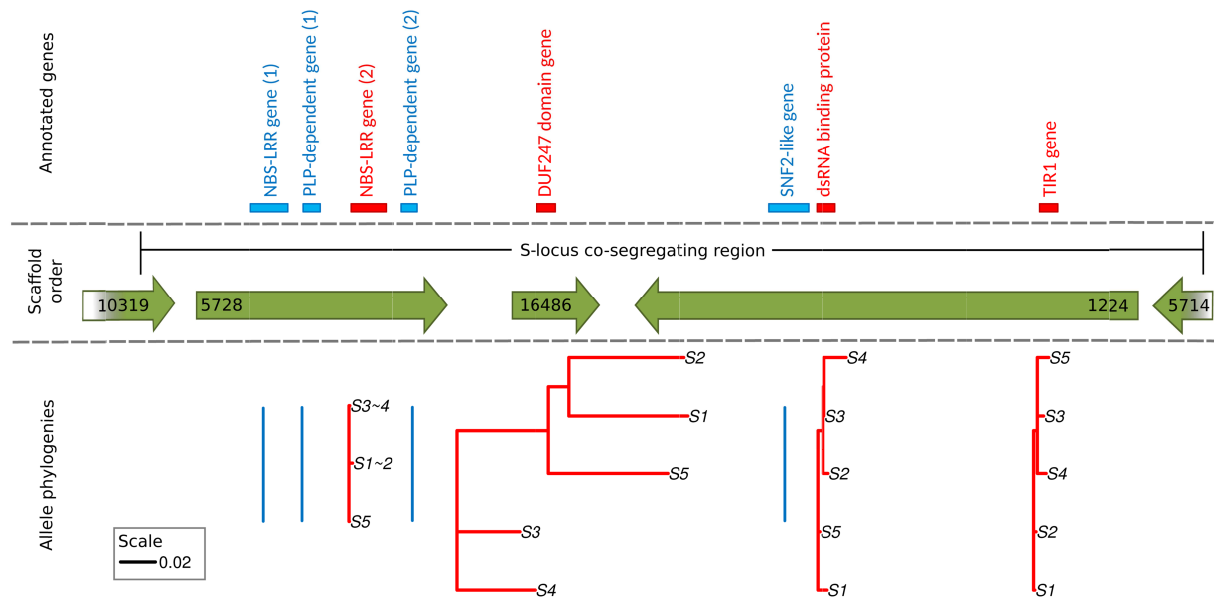 Annotated genes
NBS-LRR gene (1)
PLP-dependent gene (1)
NBS-LRR gene (2)
PLP-dependent gene (2)
DUF247 domain gene
SNF2-like gene
dsRNA binding protein
TIR1 gene
Scaffold
order
S-locus co-segregating region
10319
5728
16486
1224
5714
Allele phylogenies
S3~4
S1~2
S5
S2
S1
S5
S3
S4
S4
S3
S2
S5
S1
S5
S3
S4
S2
S1
Scale
0.02